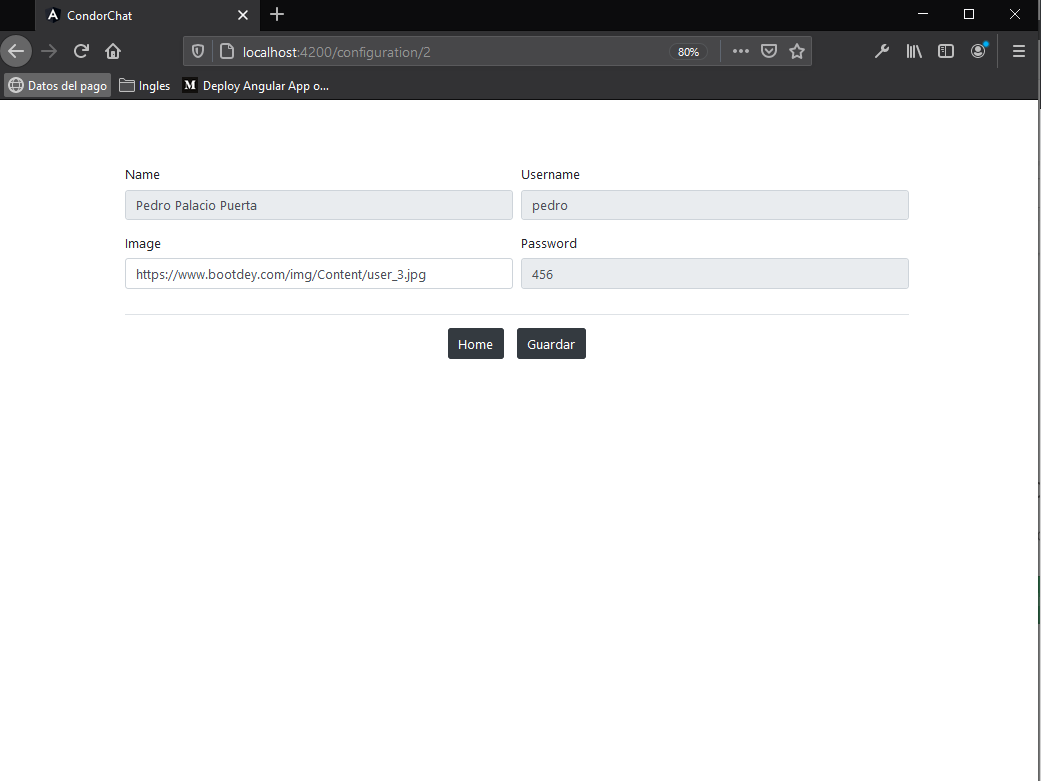 CondorChat
localhost:4200/configuration/2
80%
Datos del pago
Ingles
M
Deploy Angular App o...
Name
Username
Pedro Palacio Puerta
pedro
Image
Password
https://www.bootdey.com/img/Content/user_3.jpg
456
Home
Guardar